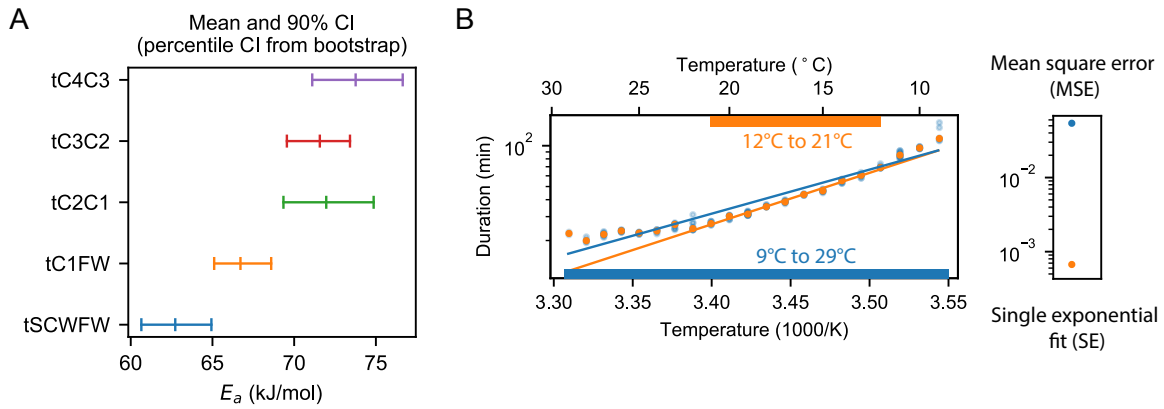 A
Mean and 90% CI
(percentile CI from bootstrap)
tC4C3
tC3C2
tC2C1
tC1FW
tSCWFW
60 65 70 75
Eₐ (kJ/mol)
B
Temperature (°C)
30 25 20 15 10
Duration (min)
10²
12°C to 21°C
9°C to 29°C
3.30 3.35 3.40 3.45 3.50 3.55
Temperature (1000/K)
Mean square error
(MSE)
10⁻²
10⁻³
Single exponential
fit (SE)